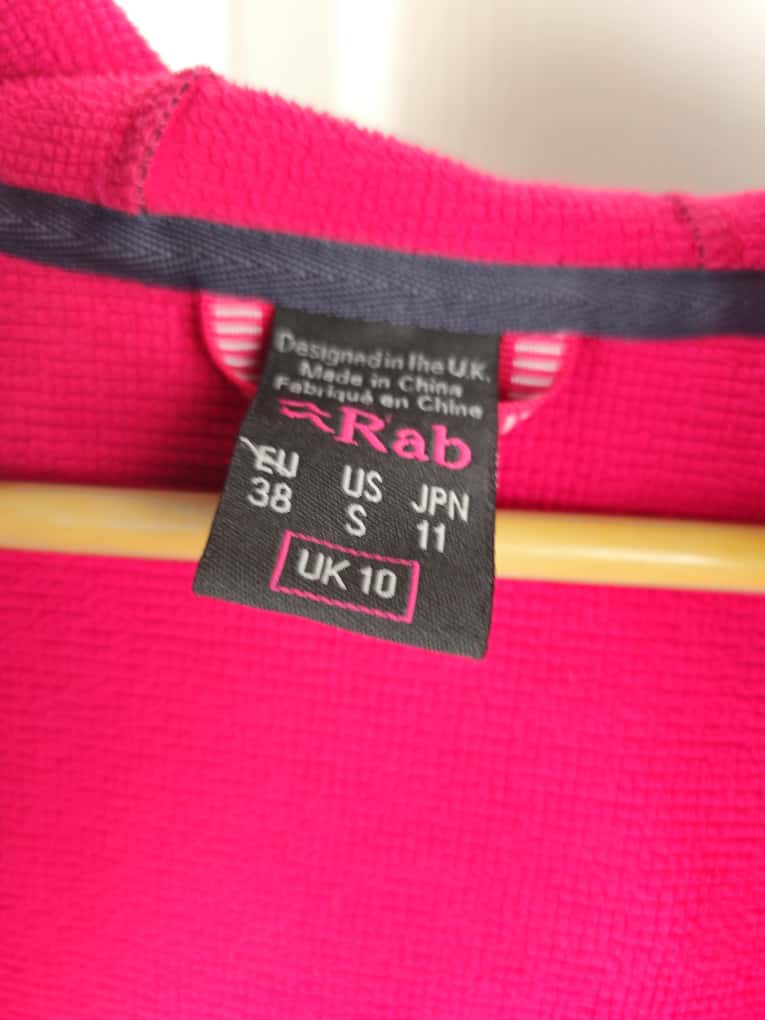 Designed in the U.K.
Made in China
Fabriqué en Chine
Rab
EU US JPN
38 S 11
UK 10